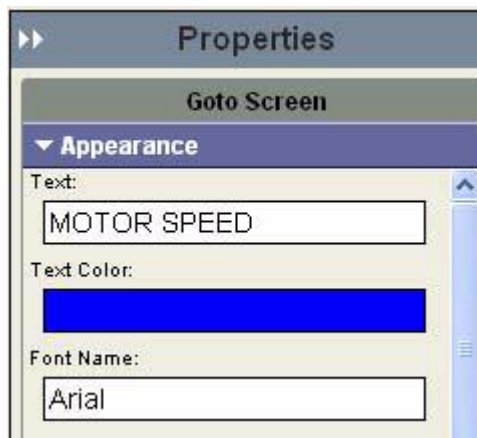 Properties
Goto Screen
Appearance
Text:
MOTOR SPEED
Text Color:
Font Name:
Arial